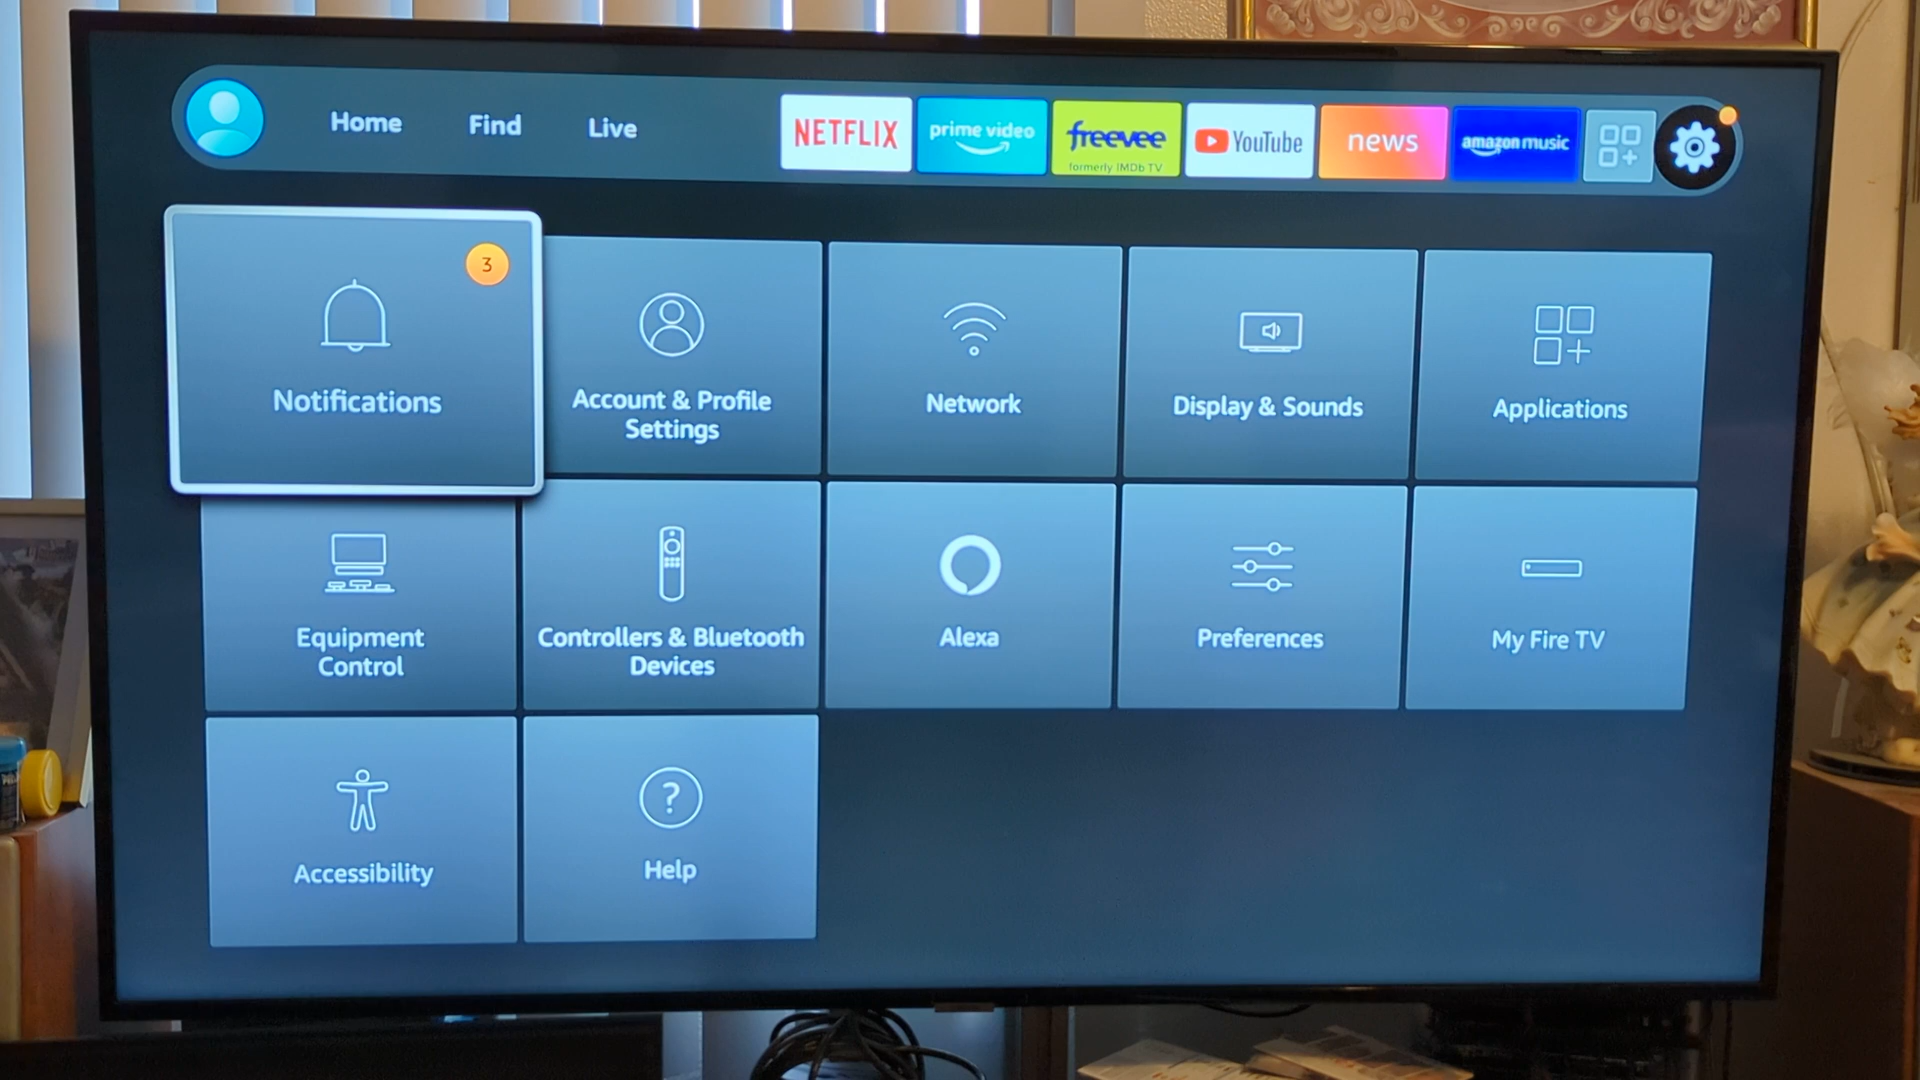 Home
Find
Live
NETFLIX
prime video
freevee
formerly IMDb TV
YouTube
news
amazon music
3
Notifications
Account & Profile
Settings
Network
Display & Sounds
Applications
Equipment
Control
Controllers & Bluetooth
Devices
Alexa
Preferences
My Fire TV
Accessibility
?
Help